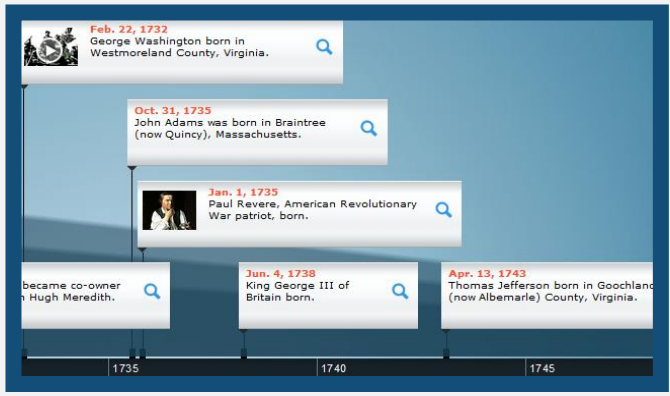 Feb. 22, 1732
George Washington born in
Westmoreland County, Virginia.
Oct. 31, 1735
John Adams was born in Braintree
(now Quincy), Massachusetts.
Jan. 1, 1735
Paul Revere, American Revolutionary
War patriot, born.
became co-owner
Hugh Meredith.
Jun. 4, 1738
King George III of
Britain born.
Apr. 13, 1743
Thomas Jefferson born in Goochland
(now Albemarle) County, Virginia.
1735
1740
1745